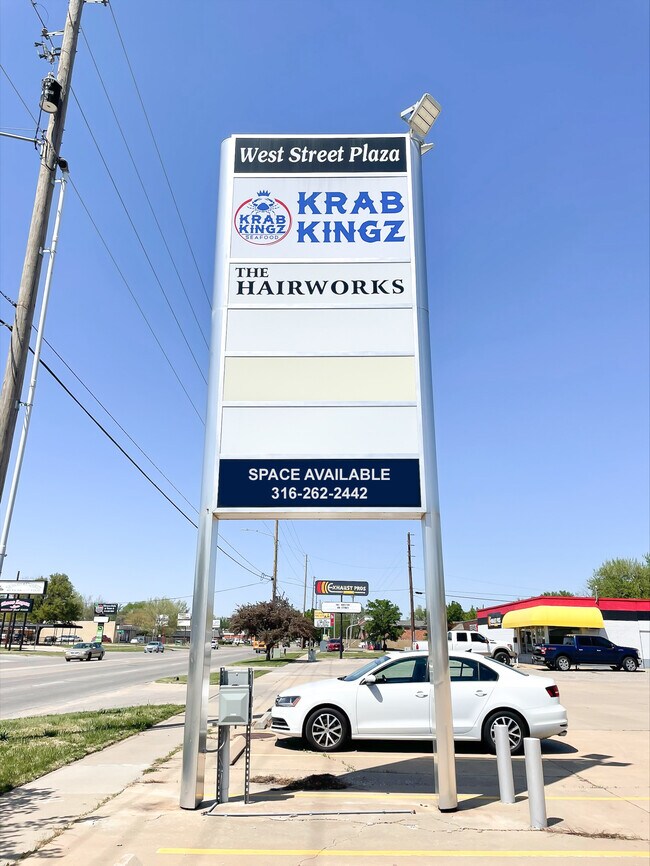 West Street Plaza
KRAB
KINGZ
SEAFOOD
KRAB
KINGZ
THE
HAIRWORKS
SPACE AVAILABLE
316-262-2442
EXHAUST PROS